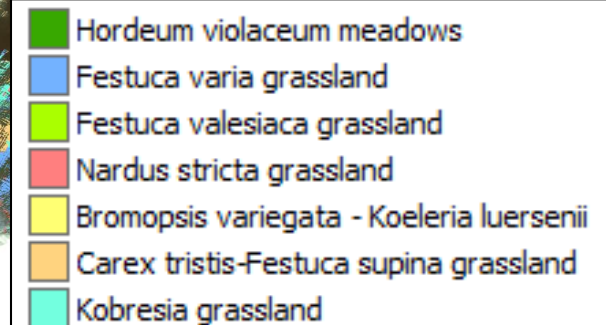 Hordeum violaceum meadows
Festuca varia grassland
Festuca valesiaca grassland
Nardus stricta grassland
Bromopsis variegata - Koeleria luersenii
Carex tristis-Festuca supina grassland
Kobresia grassland